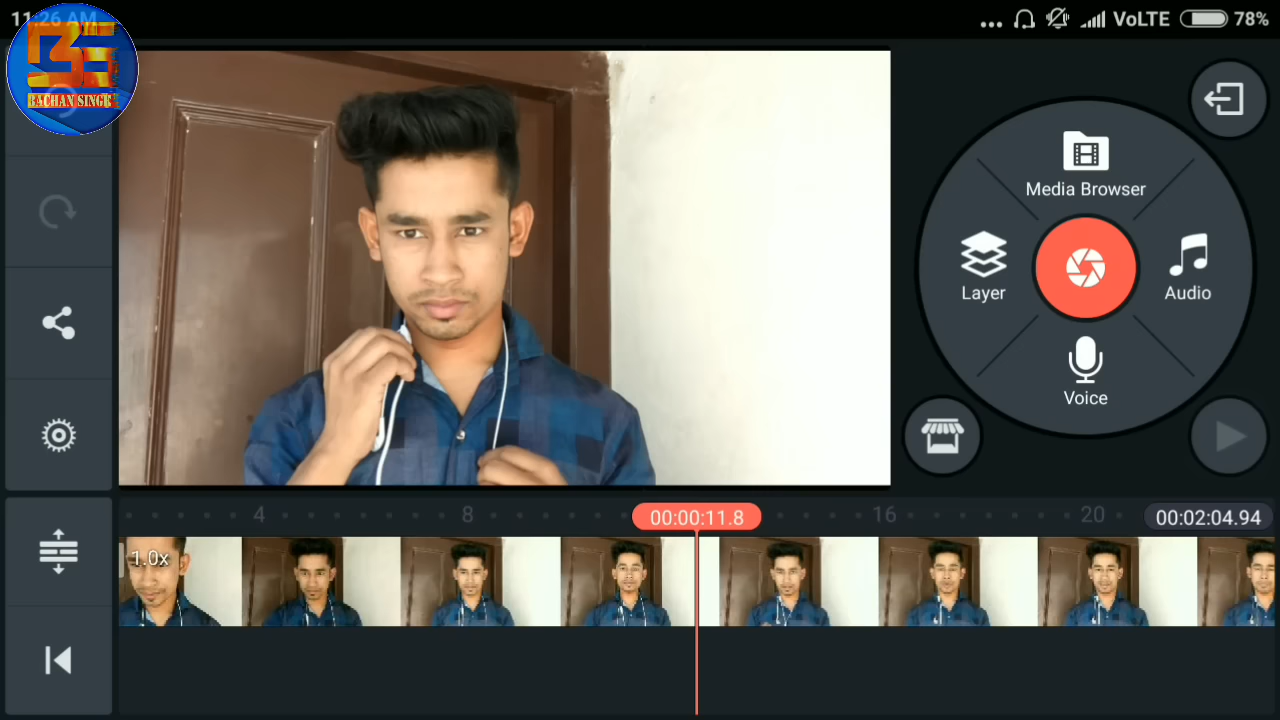 11:26 AM
... VoLTE 78%
BS
BACHAN SINGH
Media Browser
Layer
Audio
Voice
4
8
00:00:11.8
16
20
00:02:04.94
1.0x